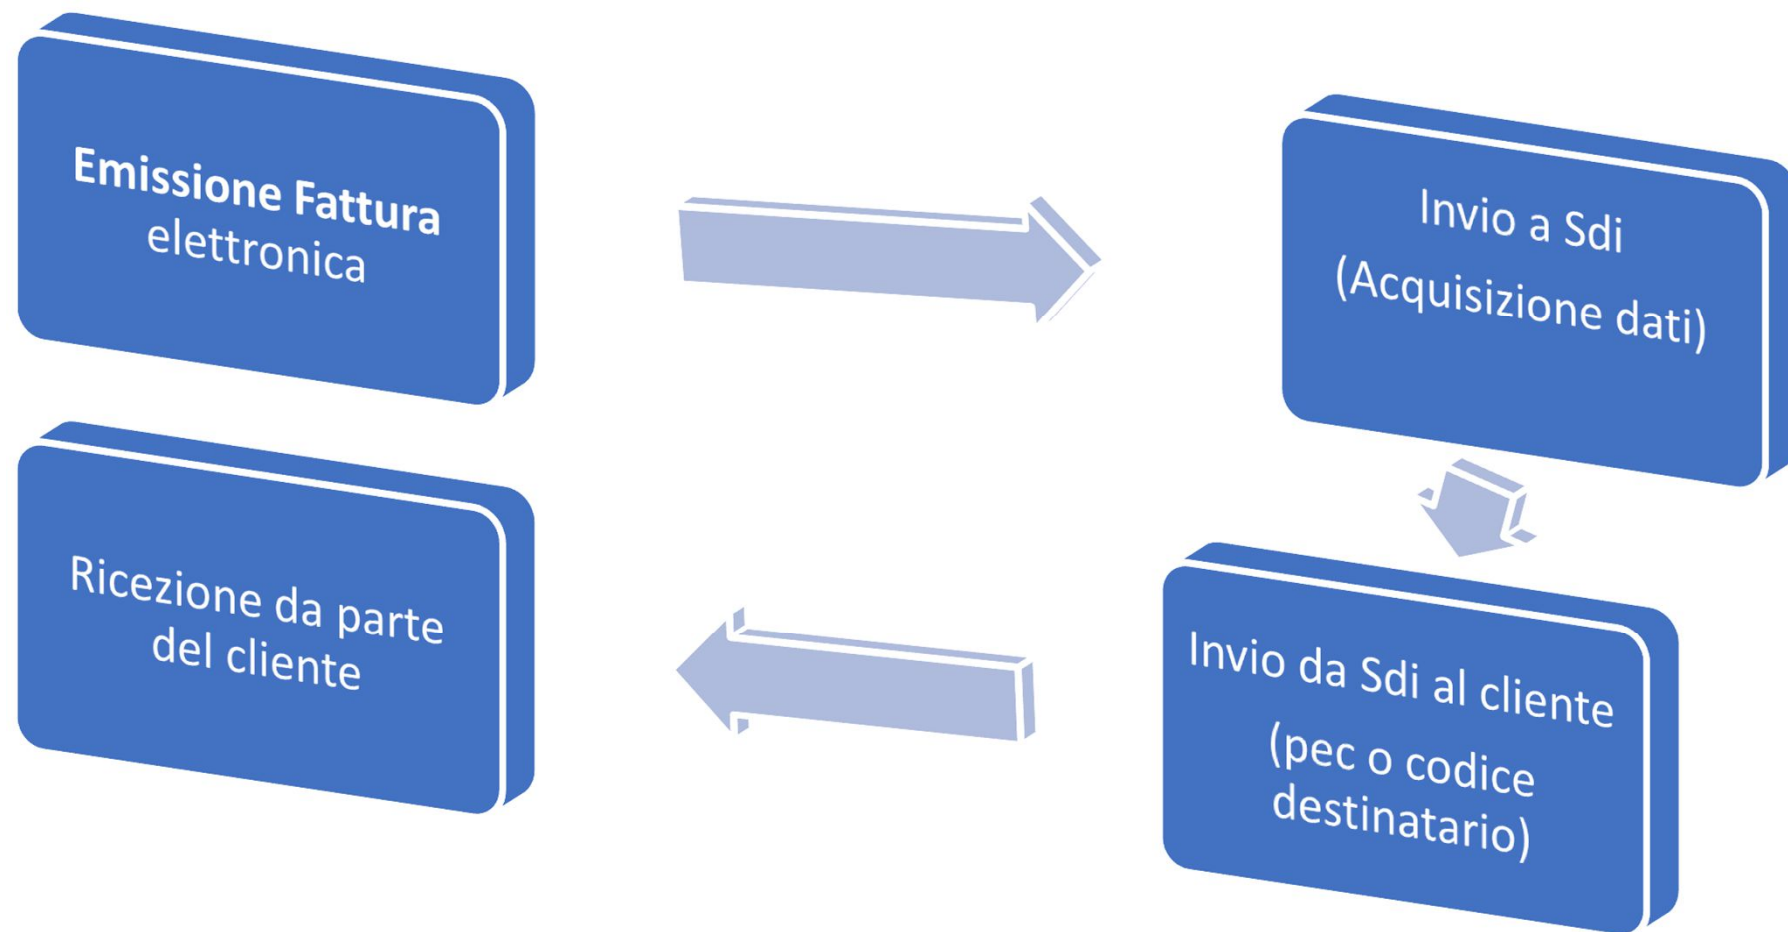 Emissione Fattura
elettronica
Invio a Sdi
(Acquisizione dati)
Invio da Sdi al cliente
(pec o codice
destinatario)
Ricezione da parte
del cliente